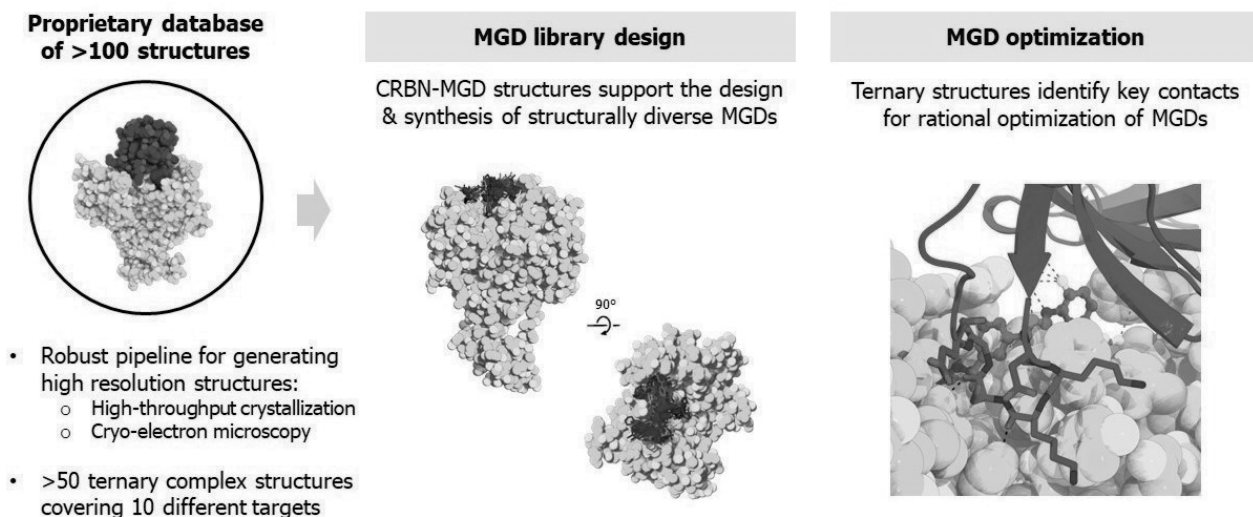 Proprietary database
of >100 structures
• Robust pipeline for generating
high resolution structures:
o High-throughput crystallization
o Cryo-electron microscopy
• >50 ternary complex structures
covering 10 different targets
MGD library design
CRBN-MGD structures support the design
& synthesis of structurally diverse MGDs
90º
MGD optimization
Ternary structures identify key contacts
for rational optimization of MGDs